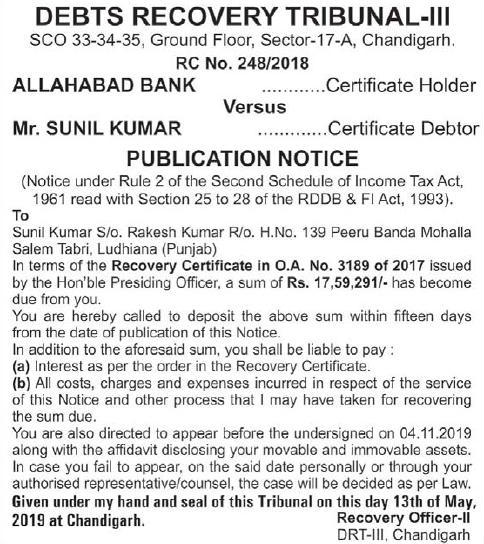 DEBTS RECOVERY TRIBUNAL-III
SCO 33-34-35, Ground Floor, Sector-17-A, Chandigarh.
RC No. 248/2018
ALLAHABAD BANK ............Certificate Holder
Versus
Mr. SUNIL KUMAR .............Certificate Debtor
PUBLICATION NOTICE
(Notice under Rule 2 of the Second Schedule of Income Tax Act,
1961 read with Section 25 to 28 of the RDDB & FI Act, 1993).
To
Sunil Kumar S/o. Rakesh Kumar R/o. H.No. 139 Peeru Banda Mohalla
Salem Tabri, Ludhiana (Punjab)
In terms of the Recovery Certificate in O.A. No. 3189 of 2017 issued
by the Hon'ble Presiding Officer, a sum of Rs. 17,59,291/- has become
due from you.
You are hereby called to deposit the above sum within fifteen days
from the date of publication of this Notice.
In addition to the aforesaid sum, you shall be liable to pay :
(a) Interest as per the order in the Recovery Certificate.
(b) All costs, charges and expenses incurred in respect of the service
of this Notice and other process that I may have taken for recovering
the sum due.
You are also directed to appear before the undersigned on 04.11.2019
along with the affidavit disclosing your movable and immovable assets.
In case you fail to appear, on the said date personally or through your
authorised representative/counsel, the case will be decided as per Law.
Given under my hand and seal of this Tribunal on this day 13th of May,
2019 at Chandigarh. Recovery Officer-II
DRT-III, Chandigarh